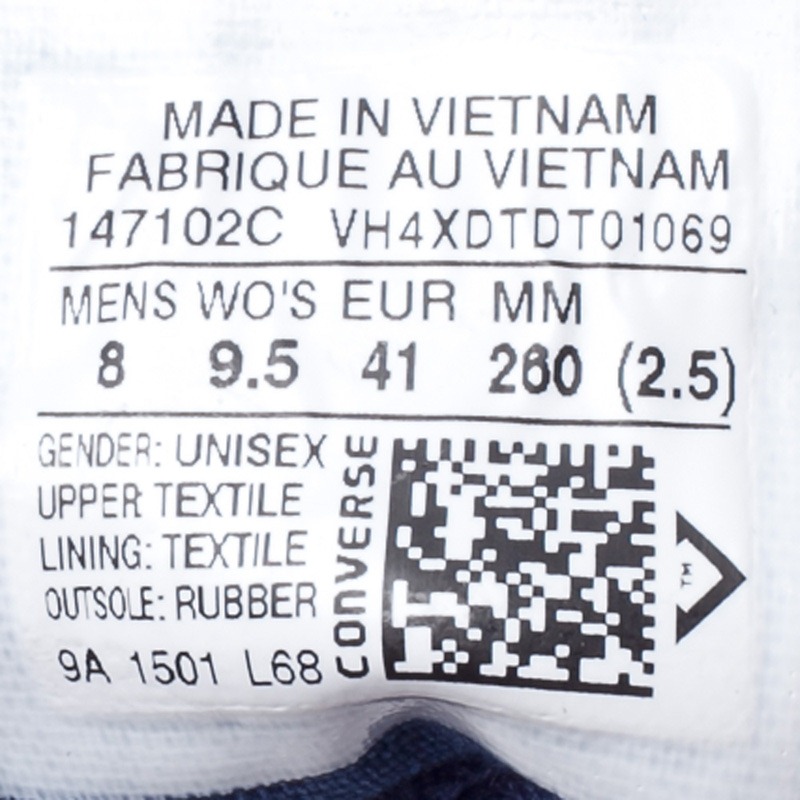 MADE IN VIETNAM
FABRIQUE AU VIETNAM
147102C VH4XDTDT01069
MENS WO'S EUR MM
8 9.5 41 260 (2.5)
GENDER: UNISEX
UPPER TEXTILE
LINING: TEXTILE
OUTSOLE: RUBBER
9A 1501 L68
CONVERSE
TM